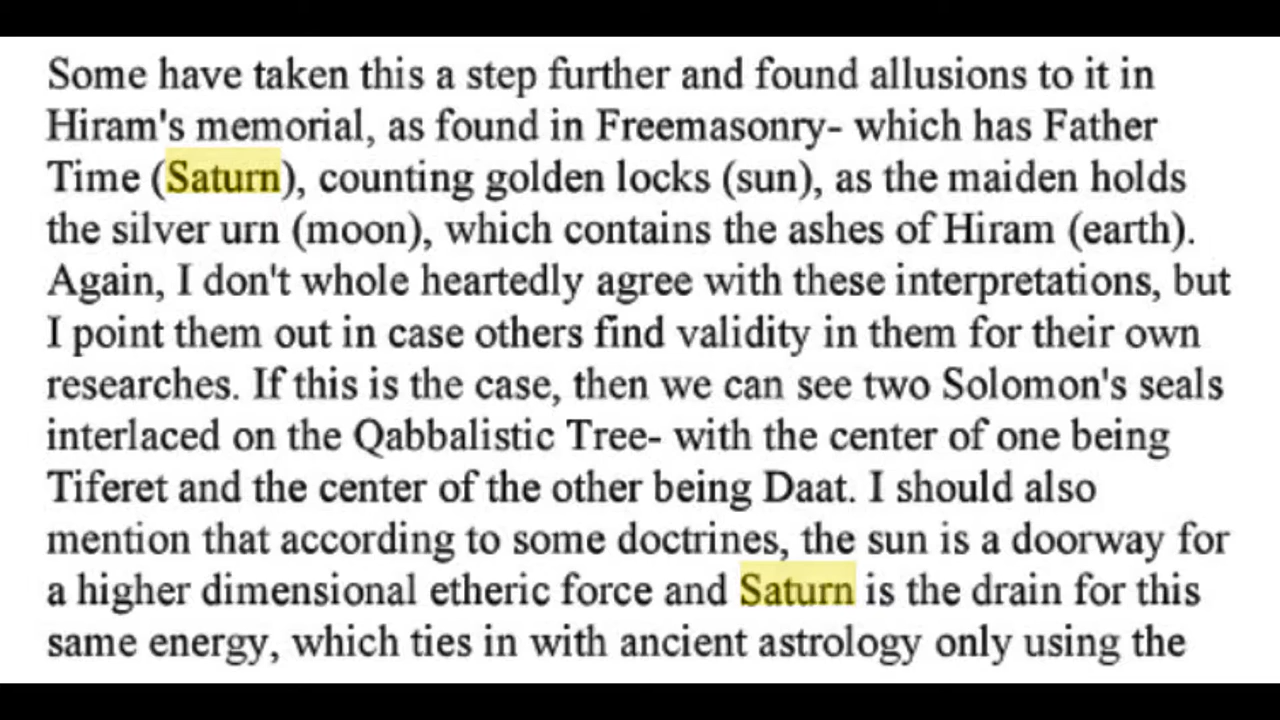 Some have taken this a step further and found allusions to it in
Hiram's memorial, as found in Freemasonry- which has Father
Time (Saturn), counting golden locks (sun), as the maiden holds
the silver urn (moon), which contains the ashes of Hiram (earth).
Again, I don't whole heartedly agree with these interpretations, but
I point them out in case others find validity in them for their own
researches. If this is the case, then we can see two Solomon's seals
interlaced on the Qabbalistic Tree- with the center of one being
Tiferet and the center of the other being Daat. I should also
mention that according to some doctrines, the sun is a doorway for
a higher dimensional etheric force and Saturn is the drain for this
same energy, which ties in with ancient astrology only using the